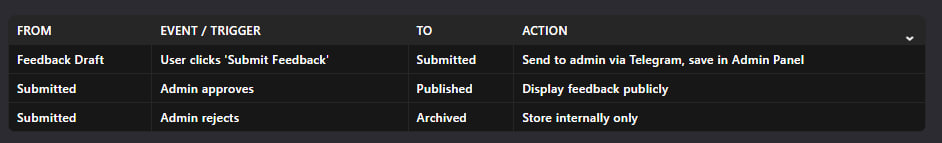 FROM EVENT / TRIGGER TO ACTION
Feedback Draft User clicks 'Submit Feedback' Submitted Send to admin via Telegram, save in Admin Panel
Submitted Admin approves Published Display feedback publicly
Submitted Admin rejects Archived Store internally only